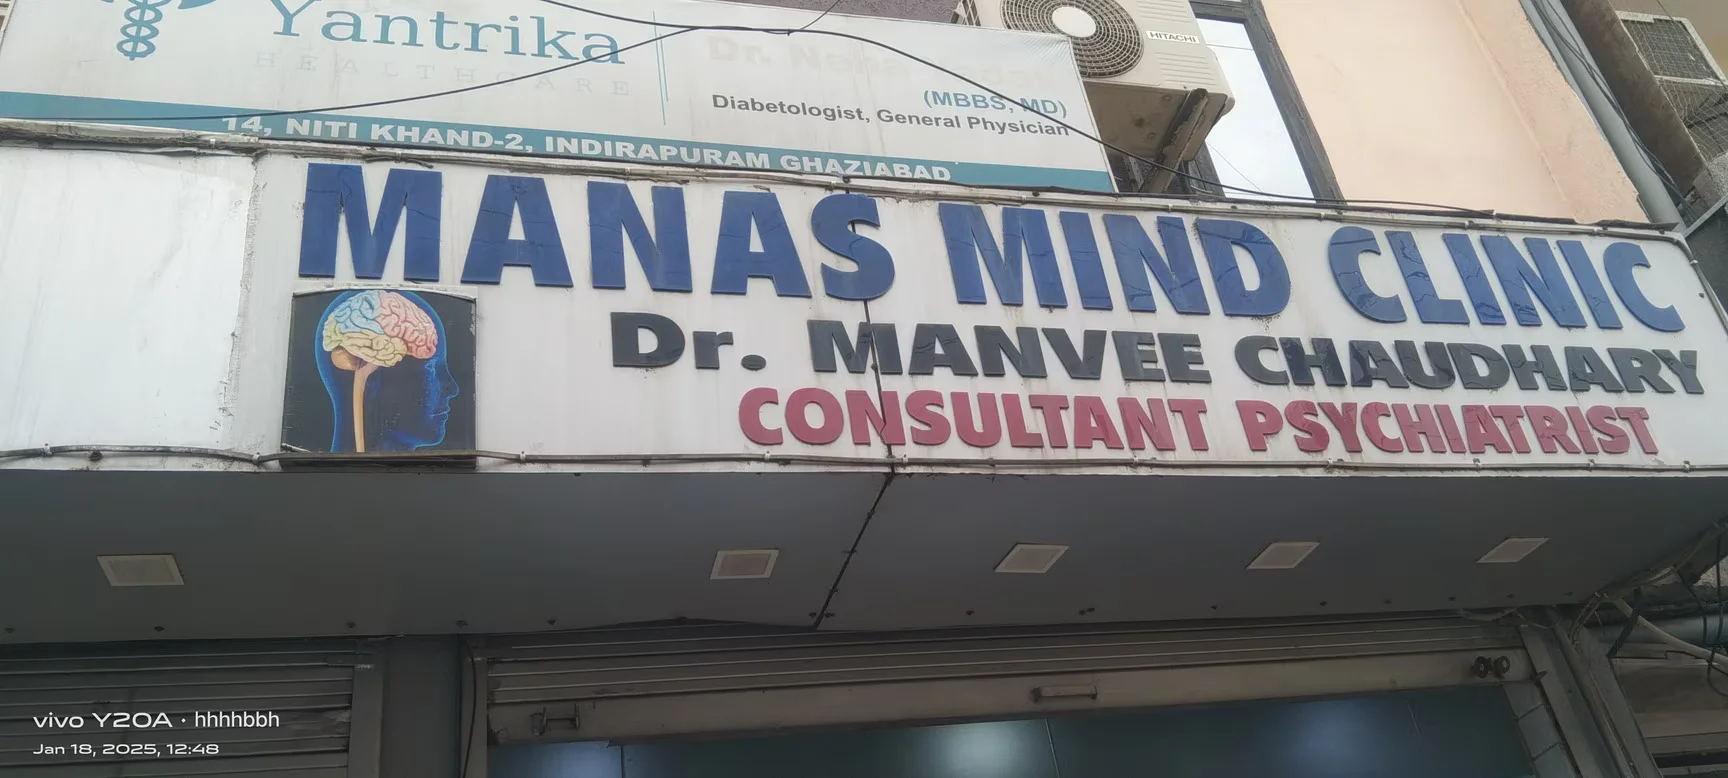 Yantrika
HEALTHCARE
(MBBS, MD)
Diabetologist, General Physician
14, NITI KHAND-2, INDIRAPURAM GHAZIABAD
HITACHI
MANAS MIND CLINIC
Dr. MANVEE CHAUDHARY
CONSULTANT PSYCHIATRIST
vivo Y20A · hhhhbbh
Jan 18, 2025, 12:48